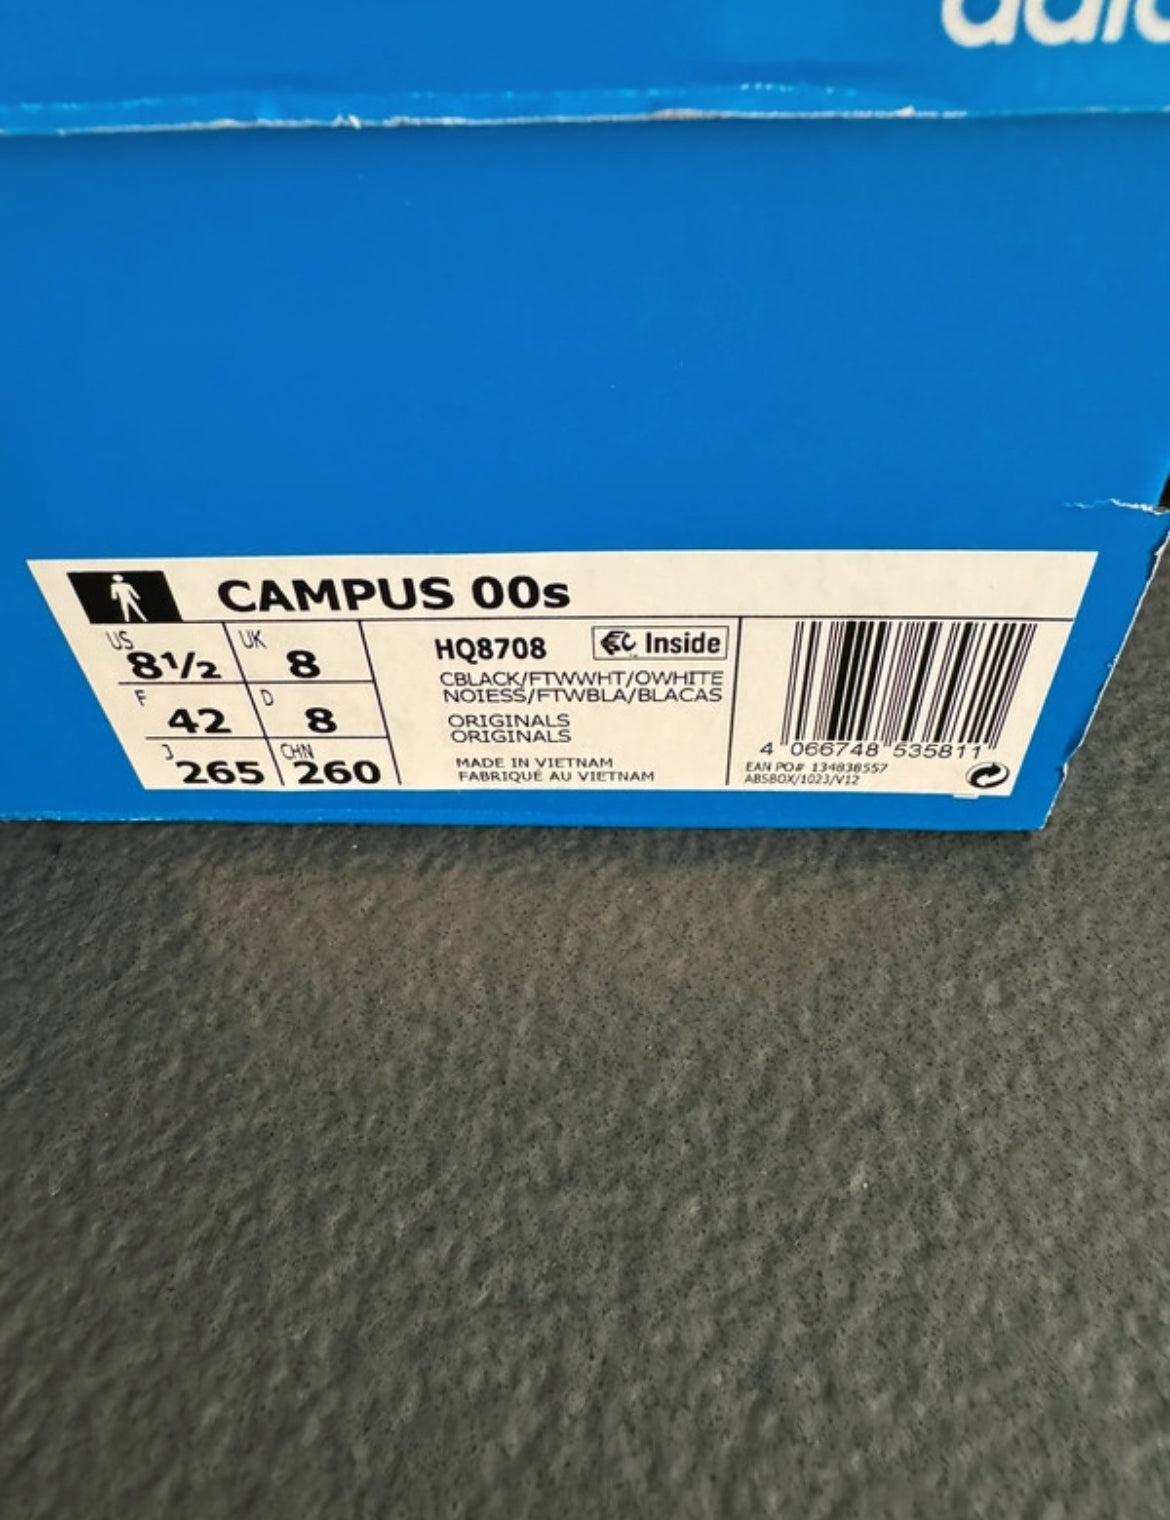 adid
CAMPUS 00s
US 8½ UK 8
F 42 D 8
J 265 CHN 260
HQ8708
Inside
CBLACK/FTWWHT/OWHITE
NOIESS/FTWBLA/BLACAS
ORIGINALS
ORIGINALS
MADE IN VIETNAM
FABRIQUÉ AU VIETNAM
4 066748 535811
EAN PO# 134838557
ABSBOX/1023/V12